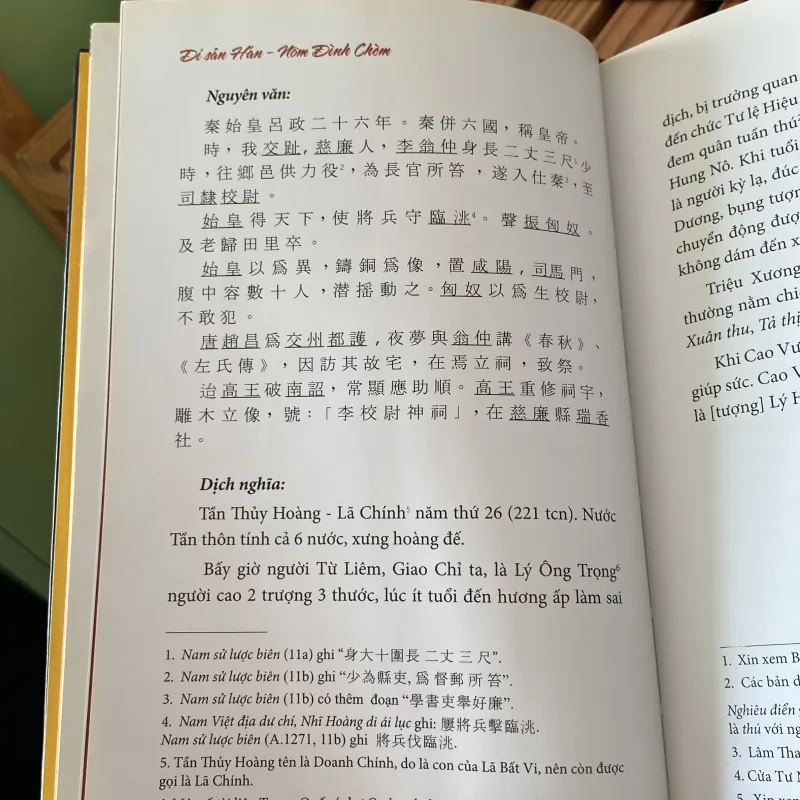 Di sản Hán – Nôm Đình Chèm
Nguyên văn:
秦始皇呂政二十六年。秦併六國，稱皇帝。
時，我交趾, 慈廉人，李翁仲身長二丈三尺¹少
時，往鄉邑供力役²，為長官所笞，遂入仕秦³，至
司隸校尉。
始皇得天下，使將兵守臨洮⁴。聲振匈奴。
及老歸田里卒。
始皇以爲異，鑄銅爲像，置咸陽, 司馬門，
腹中容數十人，潜摇動之。匈奴以爲生校尉,
不敢犯。
唐趙昌爲交州都護, 夜夢與翁仲講《春秋》、
《左氏傳》，因訪其故宅，在焉立祠，致祭。
迨高王破南詔，常顯應助順。高王重修祠宇，
雕木立像，號：「李校尉神祠」，在慈廉縣瑞香
社。
Dịch nghĩa:
Tần Thủy Hoàng - Lã Chính⁵ năm thứ 26 (221 tcn). Nước
Tần thôn tính cả 6 nước, xưng hoàng đế.
Bấy giờ người Từ Liêm, Giao Chỉ ta, là Lý Ông Trọng⁶
người cao 2 trượng 3 thước, lúc ít tuổi đến hương ấp làm sai
1. Nam sử lược biên (11a) ghi “身大十圍長二丈三尺”.
2. Nam sử lược biên (11b) ghi “少為縣吏, 爲督郵所笞”.
3. Nam sử lược biên (11b) có thêm đoạn “學書吏舉好廉”.
4. Nam Việt địa dư chí, Nhĩ Hoàng di ái lục ghi: 屢將兵擊臨洮.
Nam sử lược biên (A.1271, 11b) ghi 將兵伐臨洮.
5. Tần Thủy Hoàng tên là Doanh Chính, do là con của Lã Bất Vi, nên còn được
gọi là Lã Chính.
dịch, bị trường quan
đến chức Tư lệ Hiệu
đem quân tuần thú²
Hung Nô. Khi tuổi
là người kỳ lạ, đúc
Dương, bụng tượn
chuyển động đượ
không dám đến x
Triệu Xương
thường nằm chi
Xuân thu, Tả thị
Khi Cao Vư
giúp sức. Cao V
là [tượng] Lý H
1. Xin xem B
2. Các bản d
Nghiêu điển
là thú với ng
3. Lâm Tha
4. Cửa Tư
5. Xin xem